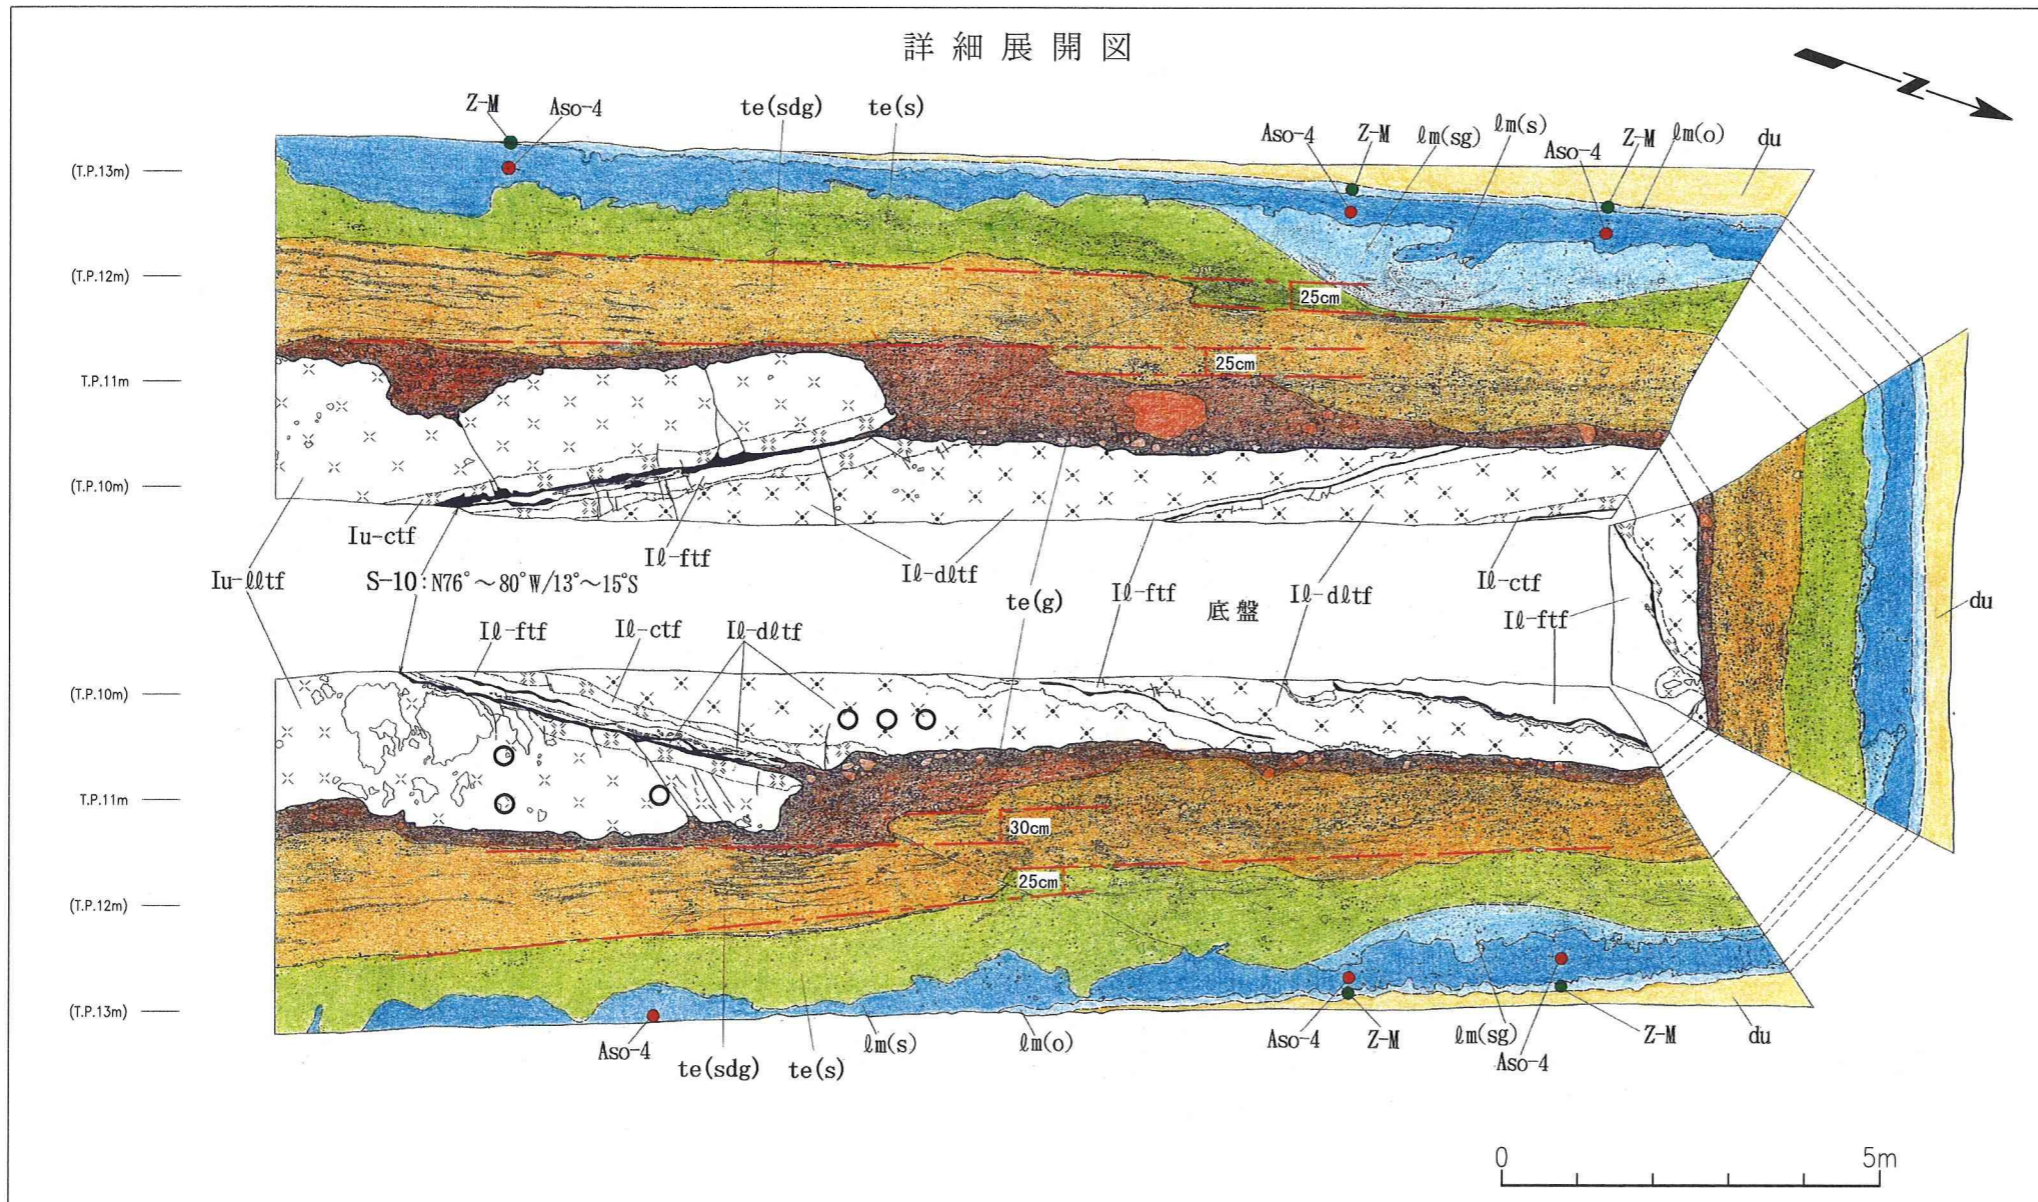 詳細展開図
N
Z-M
Aso-4
te(sdg)
te(s)
Aso-4
Z-M
ℓm(sg)
ℓm(s)
Aso-4
Z-M
ℓm(o)
du
(T.P.13m)
(T.P.12m)
25cm
25cm
T.P.11m
(T.P.10m)
Iu-ctf
Iℓ-ftf
Iℓ-dℓtf
Iℓ-ctf
Iu-ℓℓtf
S-10:N76°～80°W/13°～15°S
te(g)
Iℓ-ftf
底盤
Iℓ-dℓtf
Iℓ-ftf
du
Iℓ-ftf
Iℓ-ctf
Iℓ-dℓtf
(T.P.10m)
T.P.11m
30cm
25cm
(T.P.12m)
(T.P.13m)
Aso-4
te(sdg)
te(s)
ℓm(s)
ℓm(o)
Aso-4
Z-M
ℓm(sg)
Aso-4
Z-M
du
0
5m